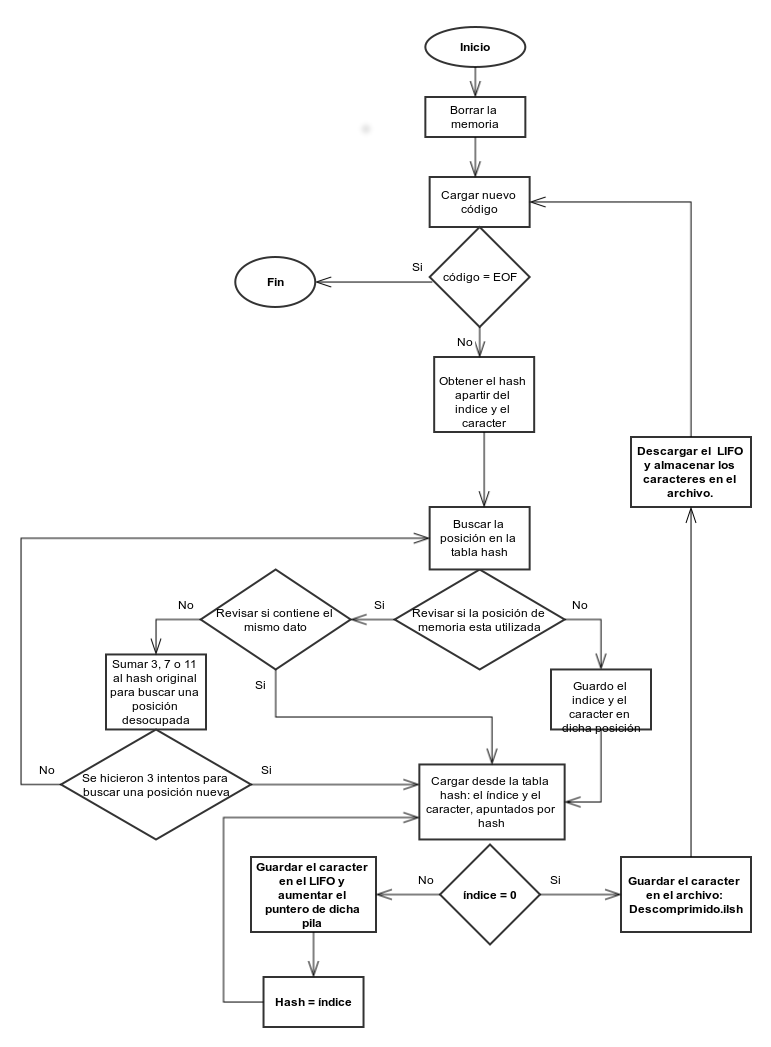 Inicio
Borrar la
memoria
Cargar nuevo
código
Si
código = EOF
Fin
No
Obtener el hash
apartir del
indice y el
caracter
Descargar el  LIFO
y almacenar los
caracteres en el
archivo.
Buscar la
posición en la
tabla hash
No
Revisar si contiene el
mismo dato
Si
Revisar si la posición de
memoria esta utilizada
No
Sumar 3, 7 o 11
al hash original
para buscar una
posición
desocupada
Si
Guardo el
indice y el
caracter en
dicha posición
No
Se hicieron 3 intentos para
buscar una posición nueva
Si
Cargar desde la tabla
hash: el índice y el
caracter, apuntados por
hash
Guardar el caracter
en el LIFO y
aumentar el
puntero de dicha
pila
No
índice = 0
Si
Guardar el caracter
en el archivo:
Descomprimido.ilsh
Hash = índice